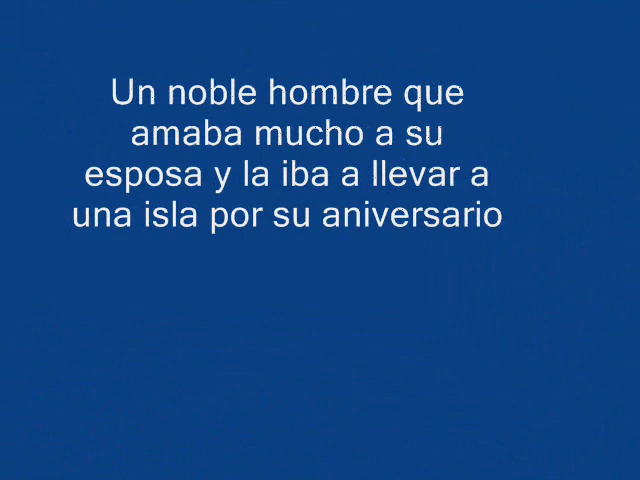 Un noble hombre que
amaba mucho a su
esposa y la iba a llevar a
una isla por su aniversario